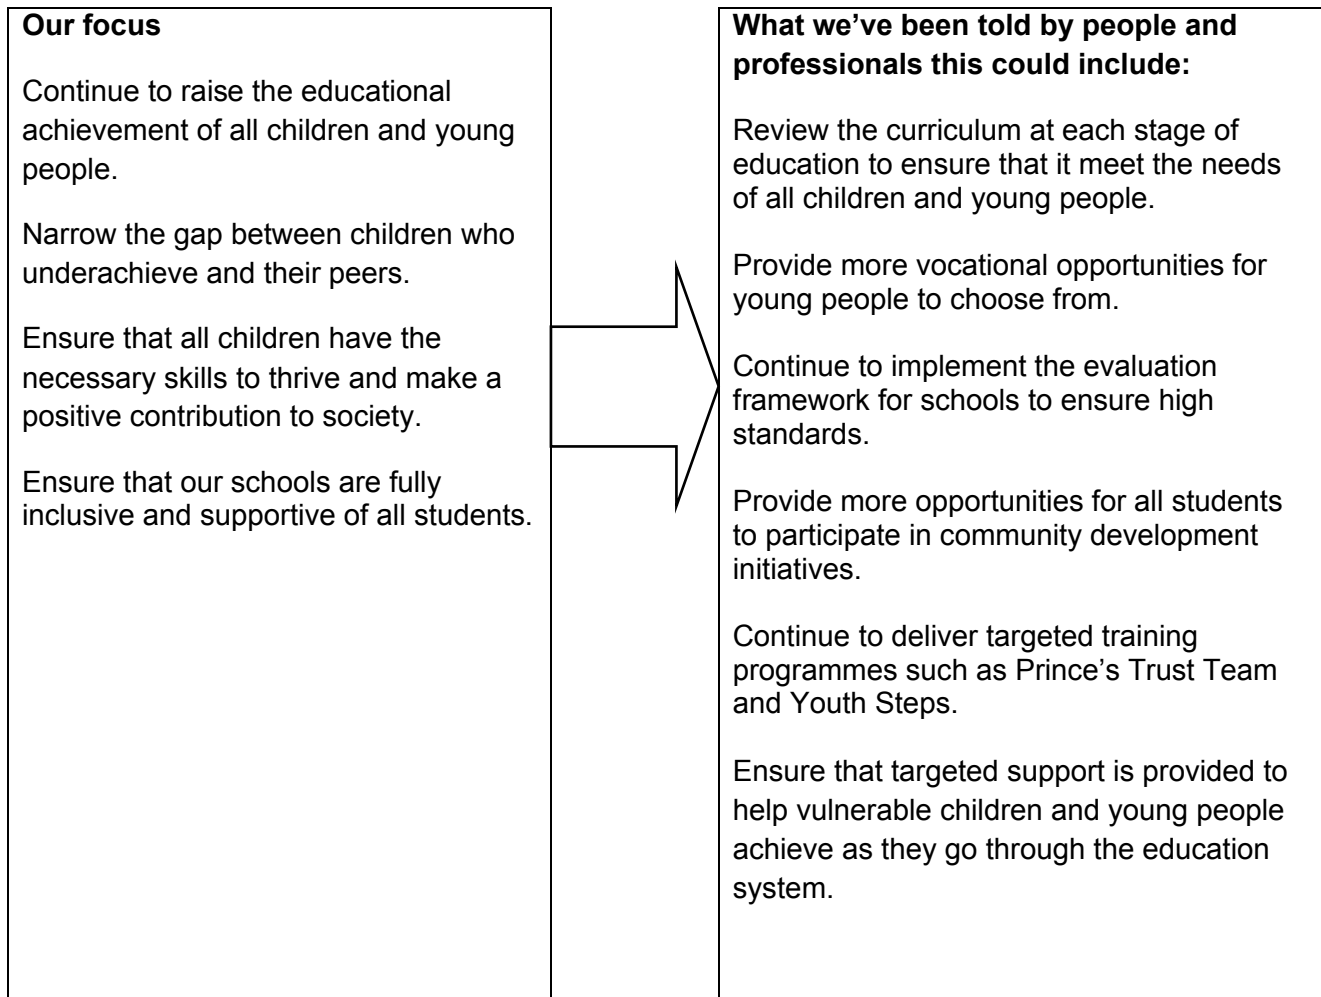 Our focus
Continue to raise the educational
achievement of all children and young
people.
Narrow the gap between children who
underachieve and their peers.
Ensure that all children have the
necessary skills to thrive and make a
positive contribution to society.
Ensure that our schools are fully
inclusive and supportive of all students.
What we’ve been told by people and
professionals this could include:
Review the curriculum at each stage of
education to ensure that it meet the needs
of all children and young people.
Provide more vocational opportunities for
young people to choose from.
Continue to implement the evaluation
framework for schools to ensure high
standards.
Provide more opportunities for all students
to participate in community development
initiatives.
Continue to deliver targeted training
programmes such as Prince’s Trust Team
and Youth Steps.
Ensure that targeted support is provided to
help vulnerable children and young people
achieve as they go through the education
system.